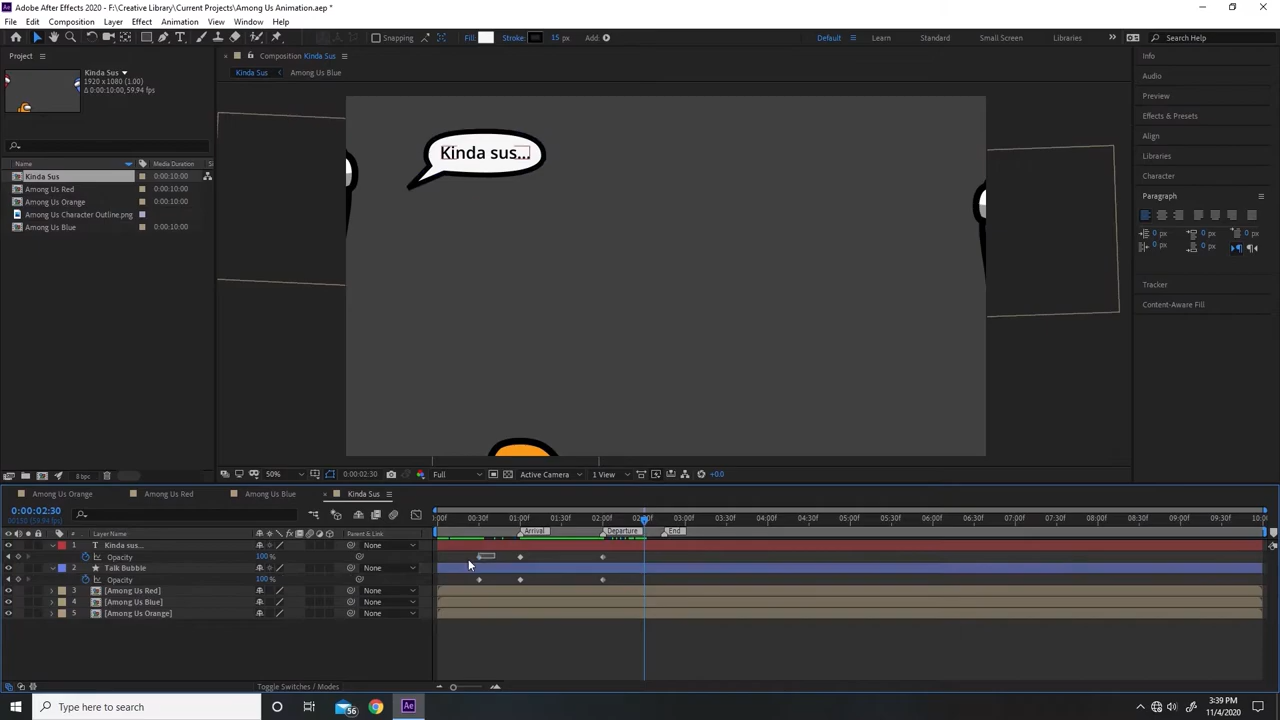 Adobe After Effects 2020 - F:\Creative Library\Current Projects\Among Us Animation.aep *
File Edit Composition Layer Effect Animation View Window Help
Snapping Fill: Stroke: 15 px Add: Default Learn Standard Small Screen Libraries Search Help
Project
Composition Kinda Sus
Info
Kinda Sus
1920 x 1080 (1.00)
Δ 0:00:10:00, 59.94 fps
Kinda Sus Among Us Blue
Audio
Preview
Effects & Presets
Align
Libraries
Character
Paragraph
0 px 0 px 0 px
0 px 0 px
Tracker
Content-Aware Fill
Name Media Duration
Kinda Sus 0:00:10:00
Among Us Red 0:00:10:00
Among Us Orange 0:00:10:00
Among Us Character Outline.png
Among Us Blue 0:00:10:00
Kinda sus...
8 bpc
50% 0:00:02:30 Full Active Camera 1 View +0.0
Among Us Orange Among Us Red Among Us Blue Kinda Sus
0:00:02:30
00150 (59.94 fps)
:00f 00:30f 01:00f 01:30f 02:00f 02:30f 03:00f 03:30f 04:00f 04:30f 05:00f 05:30f 06:00f 06:30f 07:00f 07:30f 08:00f 08:30f 09:00f 09:30f 10:00
Arrival Departure End
# Layer Name Parent & Link
1 T Kinda sus... None
Opacity 100 %
2 Talk Bubble None
Opacity 100 %
3 [Among Us Red] None
4 [Among Us Blue] None
5 [Among Us Orange] None
Toggle Switches / Modes
Type here to search
56
Ae
3:39 PM
11/4/2020